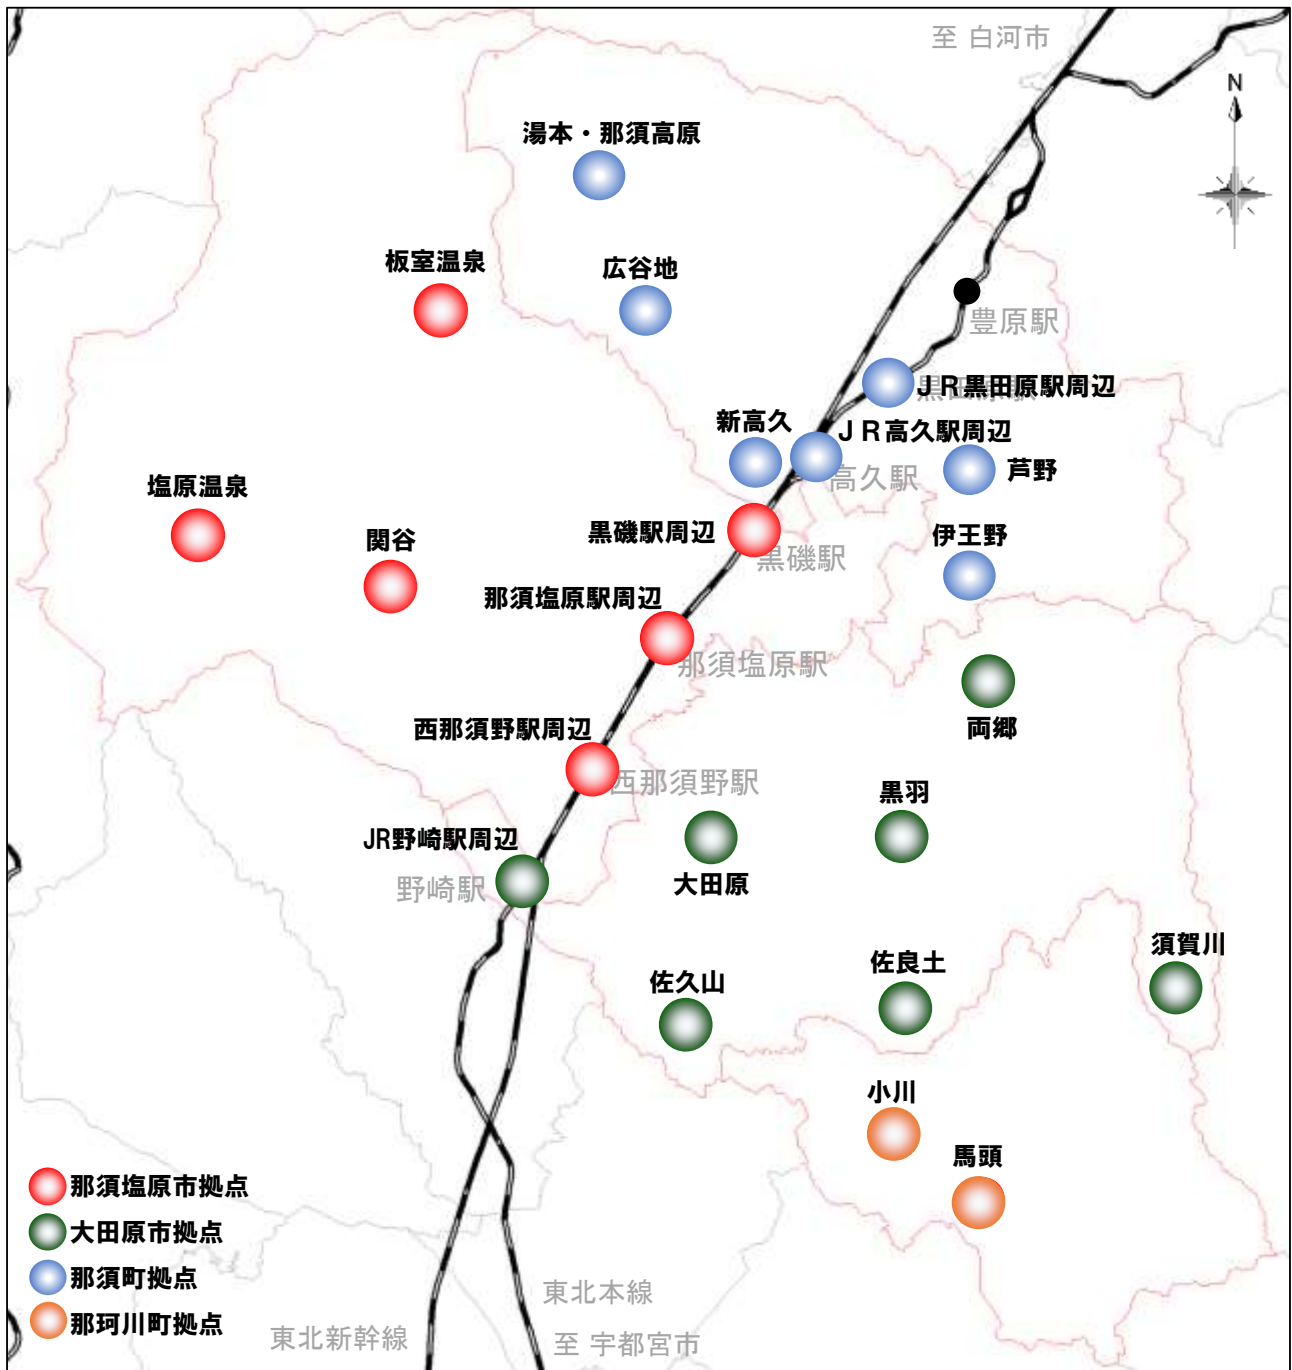 至 白河市
N
湯本・那須高原
板室温泉
広谷地
豊原駅
黒田原駅
ＪＲ黒田原駅周辺
新高久
ＪＲ高久駅周辺
高久駅
芦野
塩原温泉
関谷
黒磯駅周辺
黒磯駅
伊王野
那須塩原駅周辺
那須塩原駅
両郷
西那須野駅周辺
西那須野駅
黒羽
JR野崎駅周辺
野崎駅
大田原
須賀川
佐良土
佐久山
小川
馬頭
那須塩原市拠点
大田原市拠点
那須町拠点
那珂川町拠点
東北本線
東北新幹線
至 宇都宮市